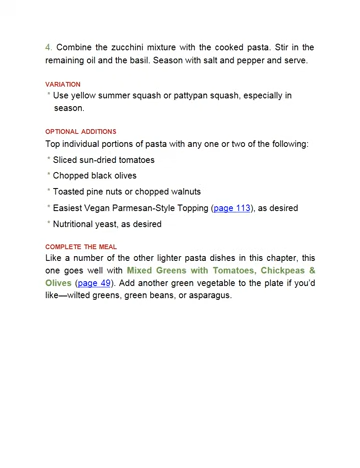 4. Combine the zucchini mixture with the cooked pasta. Stir in the
remaining oil and the basil. Season with salt and pepper and serve.
VARIATION
* Use yellow summer squash or pattypan squash, especially in
season.
OPTIONAL ADDITIONS
Top individual portions of pasta with any one or two of the following:
* Sliced sun-dried tomatoes
* Chopped black olives
* Toasted pine nuts or chopped walnuts
* Easiest Vegan Parmesan-Style Topping (page 113), as desired
* Nutritional yeast, as desired
COMPLETE THE MEAL
Like a number of the other lighter pasta dishes in this chapter, this
one goes well with Mixed Greens with Tomatoes, Chickpeas &
Olives (page 49). Add another green vegetable to the plate if you’d
like—wilted greens, green beans, or asparagus.